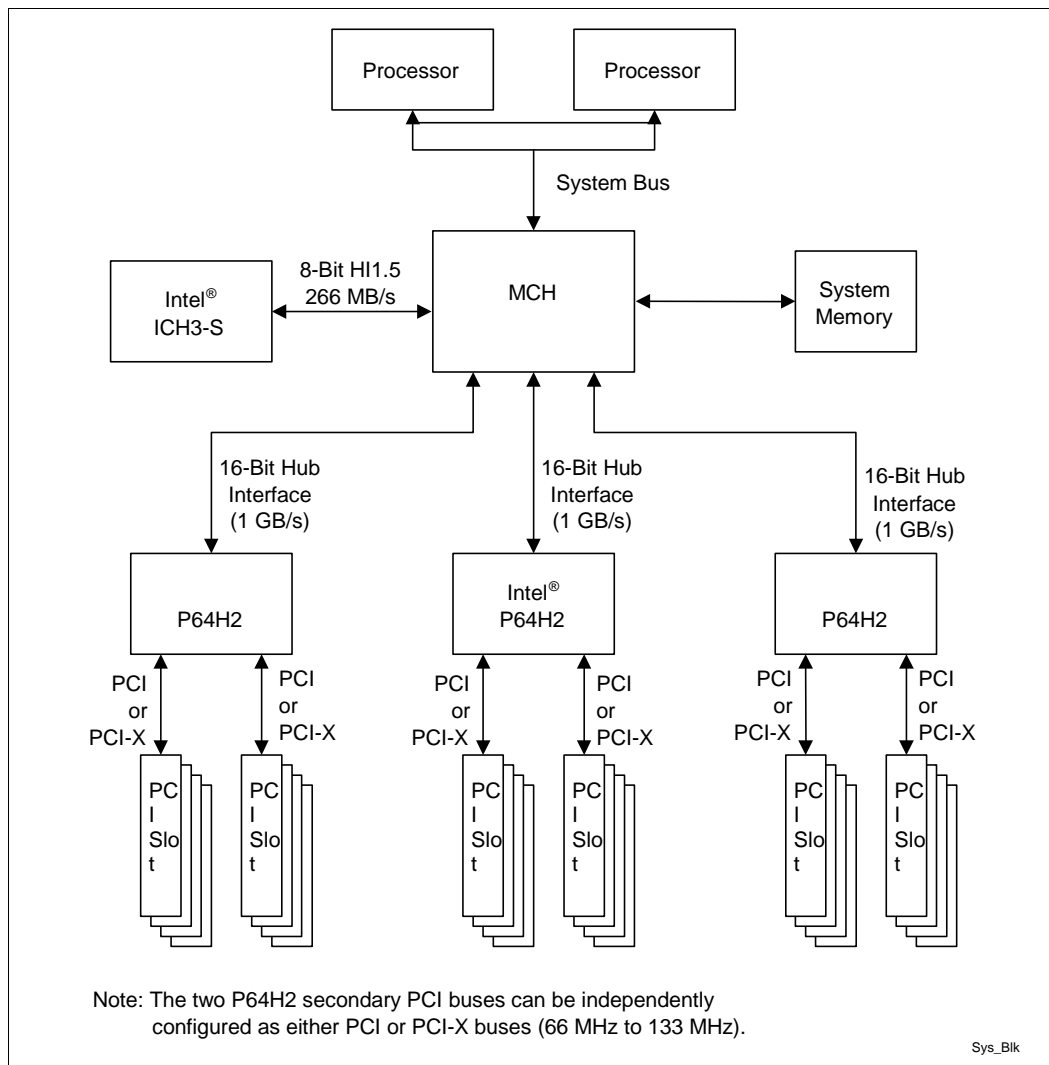 Processor
Processor
System Bus
8-Bit HI1.5
266 MB/s
Intel®
ICH3-S
MCH
System
Memory
16-Bit Hub
Interface
(1 GB/s)
16-Bit Hub
Interface
(1 GB/s)
16-Bit Hub
Interface
(1 GB/s)
P64H2
Intel®
P64H2
P64H2
PCI
or
PCI-X
PCI
or
PCI-X
PCI
or
PCI-X
PCI
or
PCI-X
PCI
or
PCI-X
PCI
or
PCI-X
PC
I
Slo
t
PC
I
Slo
t
PC
I
Slo
t
PC
I
Slo
t
PC
I
Slo
t
PC
I
Slo
t
Note: The two P64H2 secondary PCI buses can be independently
configured as either PCI or PCI-X buses (66 MHz to 133 MHz).
Sys_Blk